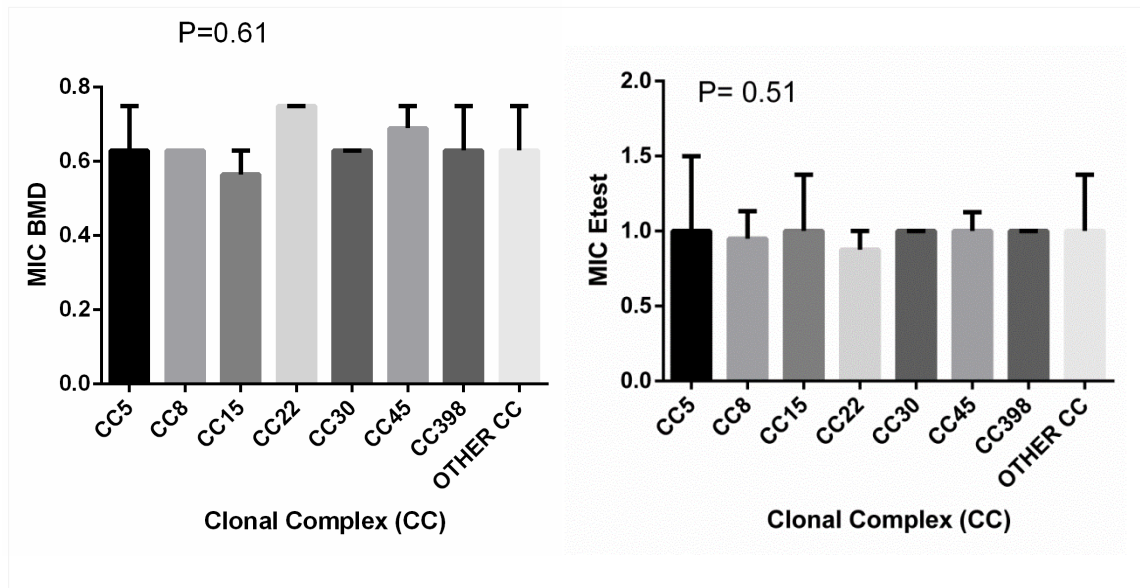 P=0.61
MIC BMD
0.8
0.6
0.4
0.2
0.0
CC5
CC8
CC15
CC22
CC30
CC45
CC398
OTHER CC
Clonal Complex (CC)
P= 0.51
MIC Etest
2.0
1.5
1.0
0.5
0.0
CC5
CC8
CC15
CC22
CC30
CC45
CC398
OTHER CC
Clonal Complex (CC)